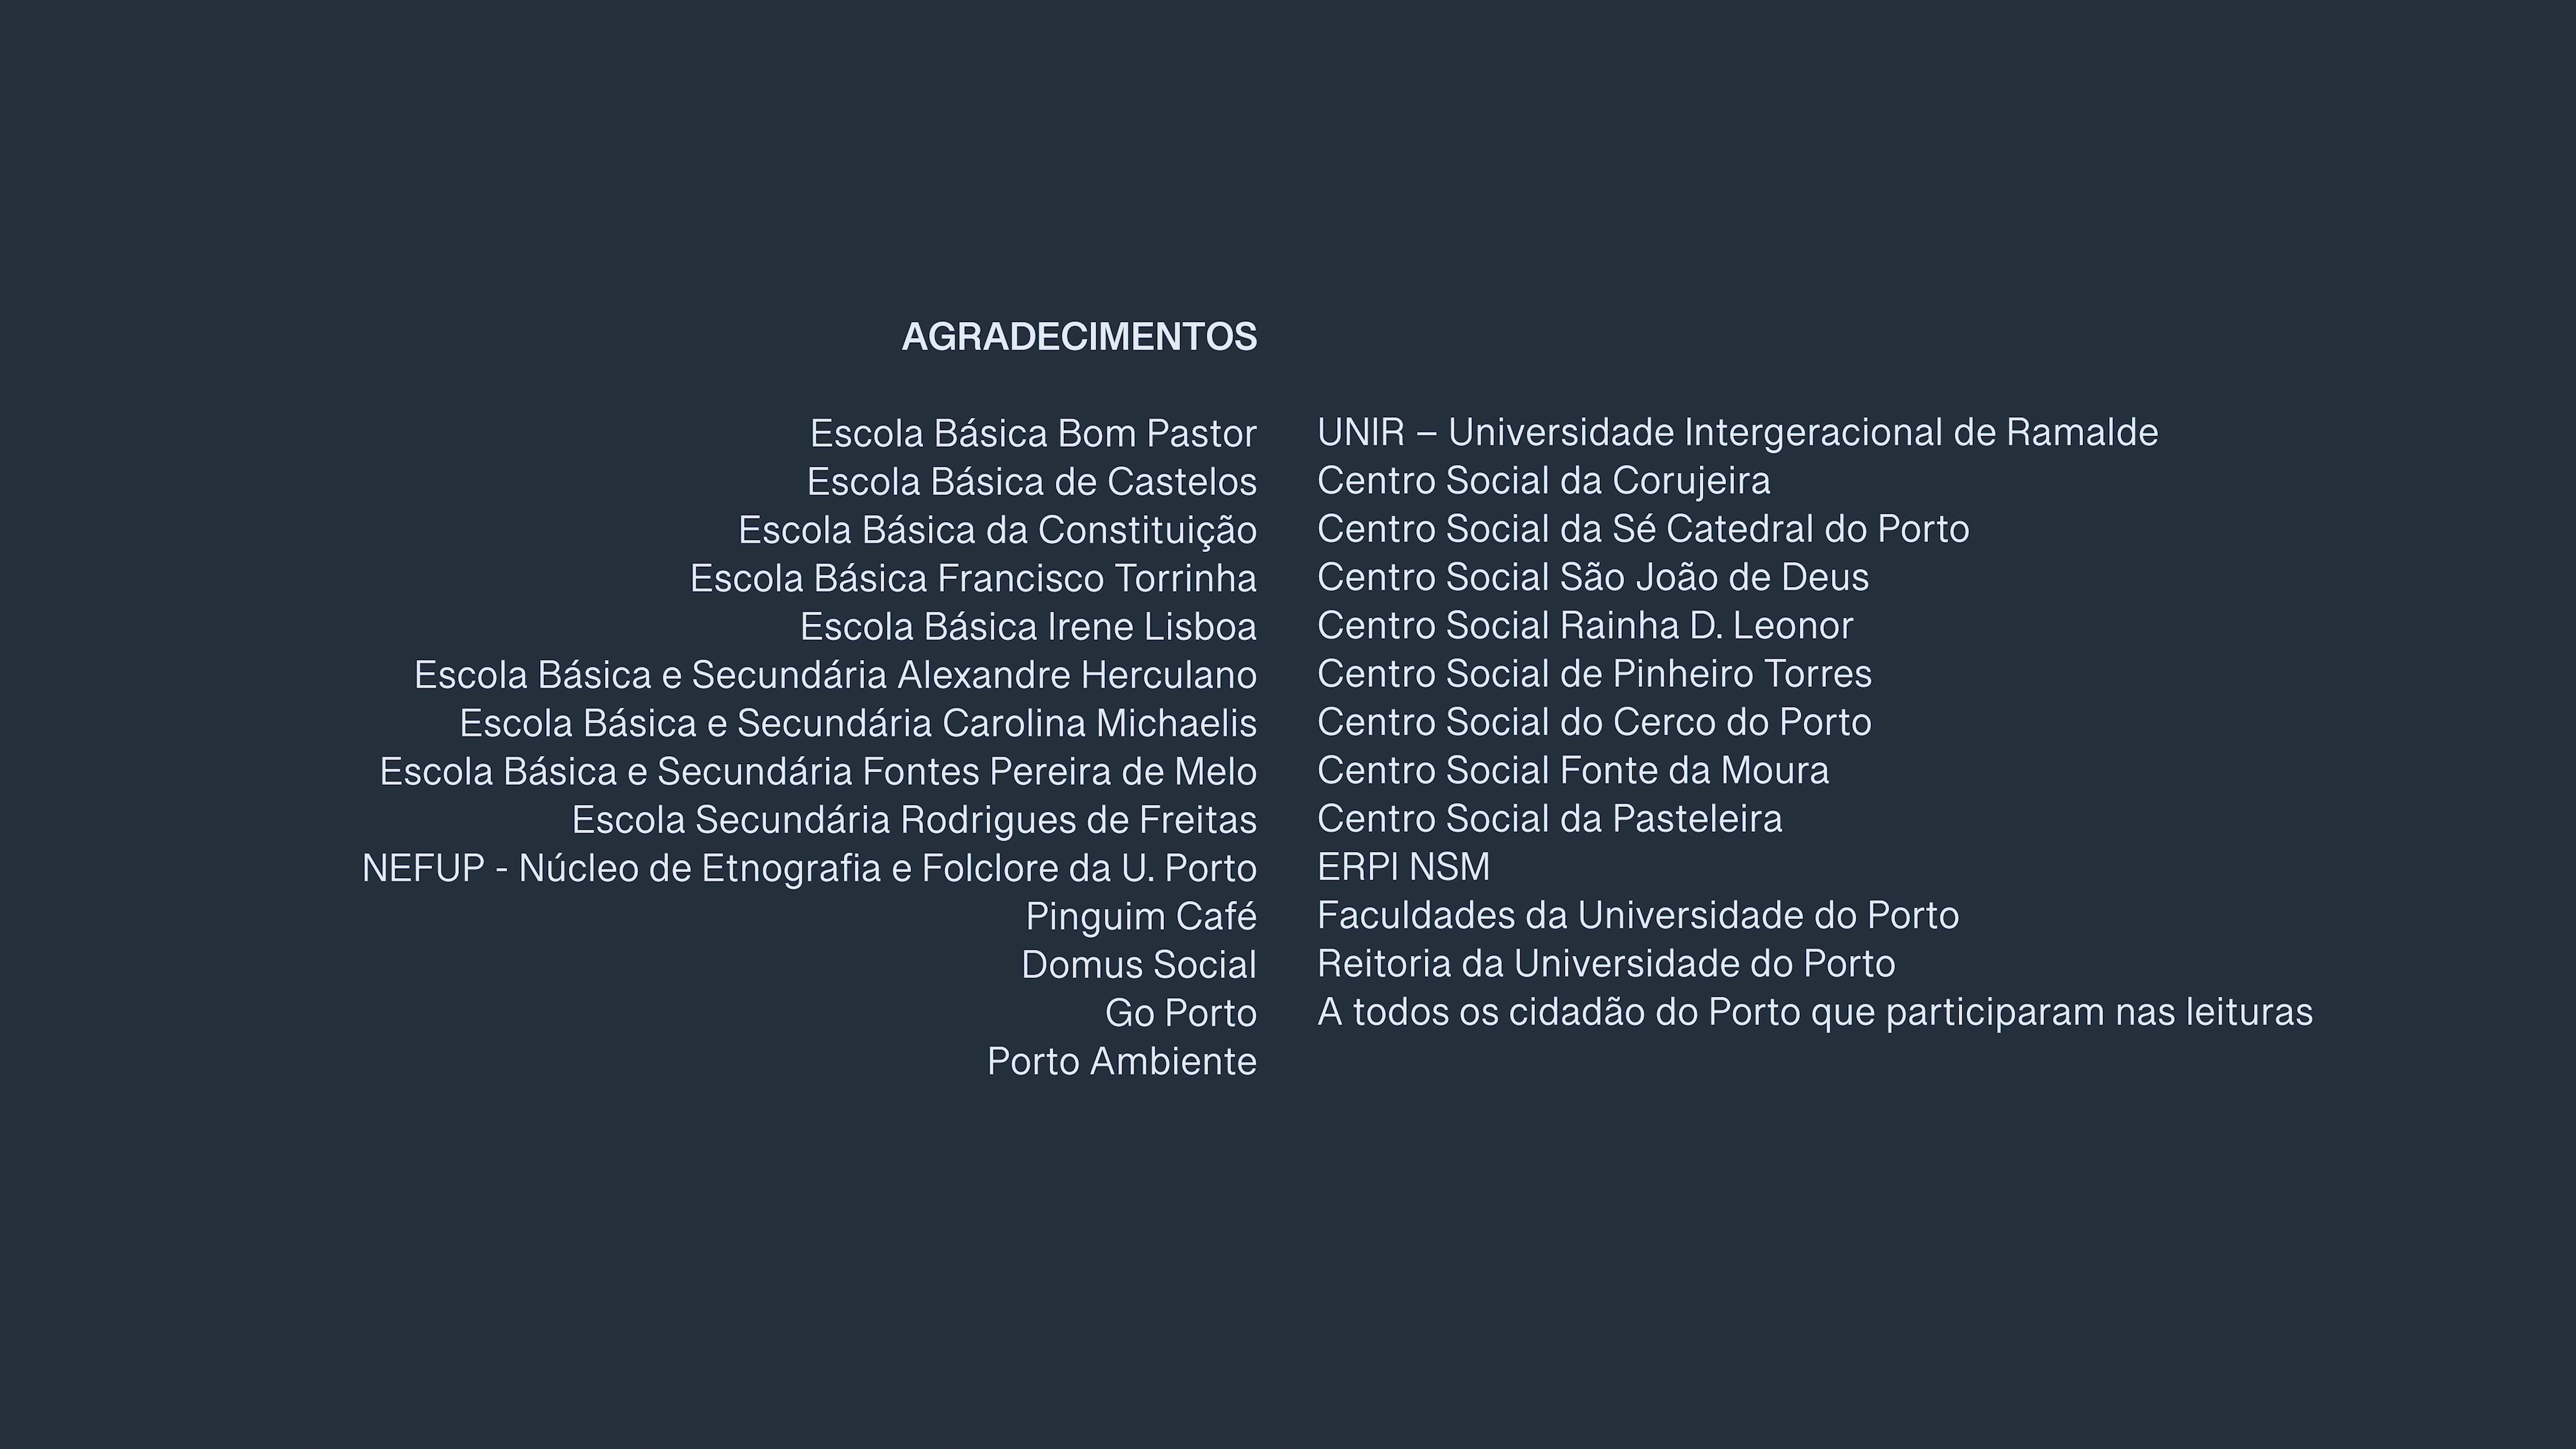 AGRADECIMENTOS
Escola Básica Bom Pastor
Escola Básica de Castelos
Escola Básica da Constituição
Escola Básica Francisco Torrinha
Escola Básica Irene Lisboa
Escola Básica e Secundária Alexandre Herculano
Escola Básica e Secundária Carolina Michaelis
Escola Básica e Secundária Fontes Pereira de Melo
Escola Secundária Rodrigues de Freitas
NEFUP - Núcleo de Etnografia e Folclore da U. Porto
Pinguim Café
Domus Social
Go Porto
Porto Ambiente
UNIR – Universidade Intergeracional de Ramalde
Centro Social da Corujeira
Centro Social da Sé Catedral do Porto
Centro Social São João de Deus
Centro Social Rainha D. Leonor
Centro Social de Pinheiro Torres
Centro Social do Cerco do Porto
Centro Social Fonte da Moura
Centro Social da Pasteleira
ERPI NSM
Faculdades da Universidade do Porto
Reitoria da Universidade do Porto
A todos os cidadão do Porto que participaram nas leituras